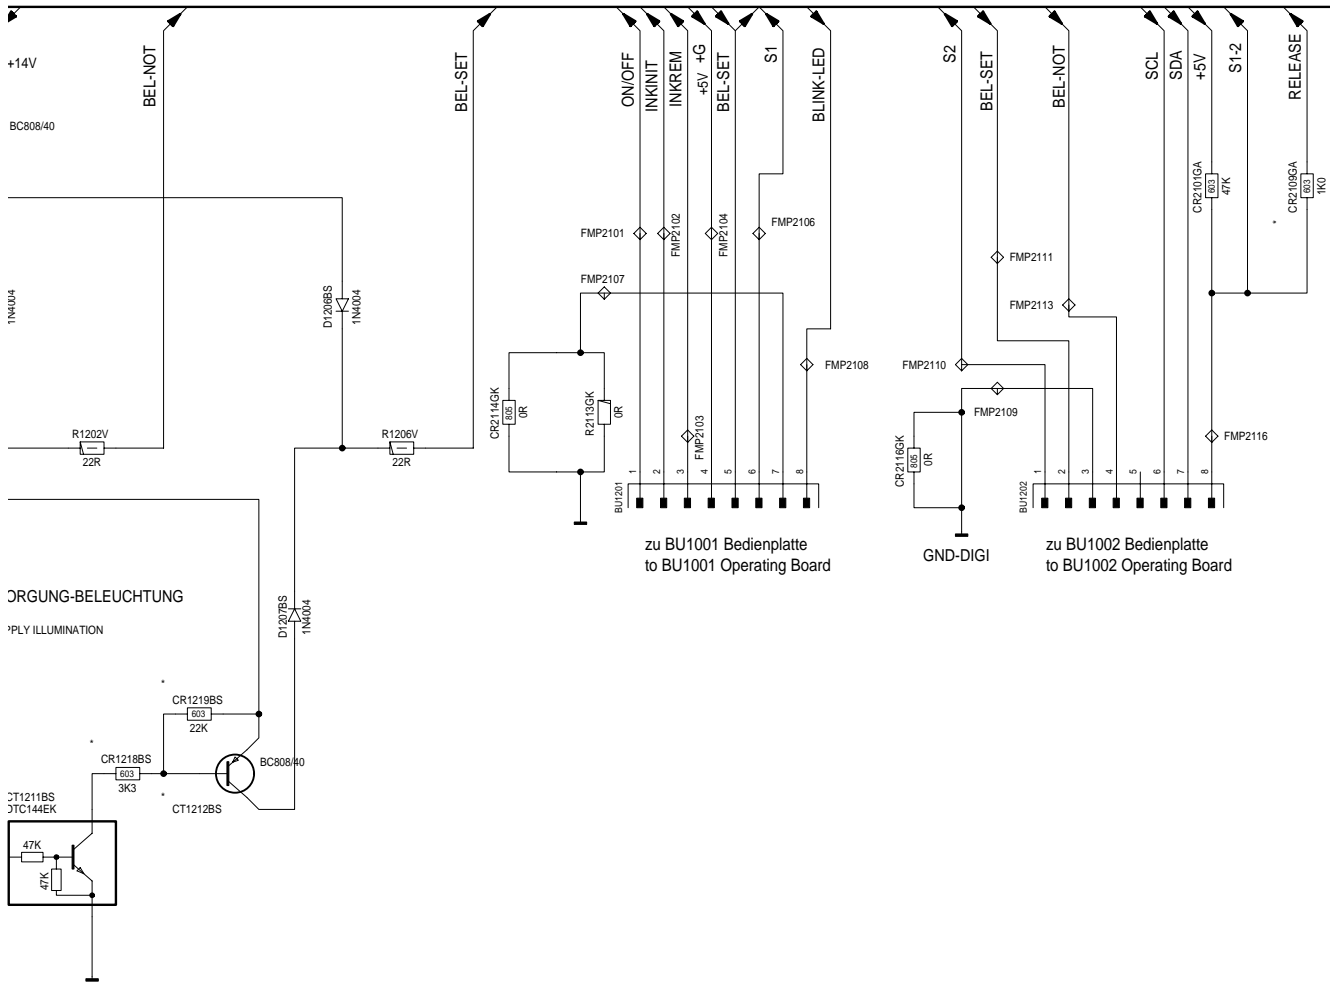 +14V
BC808/40
BEL-NOT
BEL-SET
ON/OFF
INKINIT
INKREM
+5V +G
BEL-SET
S1
BLINK-LED
S2
BEL-SET
BEL-NOT
SCL
SDA
+5V
S1-2
RELEASE
CR2101GA
603
47K
CR2109GA
603
1K0
*
FMP2101
FMP2102
FMP2104
FMP2106
FMP2107
FMP2111
FMP2113
1N4004
D1206BS
1N4004
FMP2108
FMP2110
FMP2109
CR2114GK
805
0R
R2113GK
0R
FMP2103
R1202V
22R
R1206V
22R
CR2116GK
805
0R
FMP2116
BU1201
1
2
3
4
5
6
7
8
BU1202
1
2
3
4
5
6
7
8
zu BU1001 Bedienplatte
to BU1001 Operating Board
GND-DIGI
zu BU1002 Bedienplatte
to BU1002 Operating Board
ORGUNG-BELEUCHTUNG
PPLY ILLUMINATION
D1207BS
1N4004
*
CR1219BS
603
22K
*
CR1218BS
603
3K3
BC808/40
*
CT1212BS
CT1211BS
DTC144EK
47K
47K